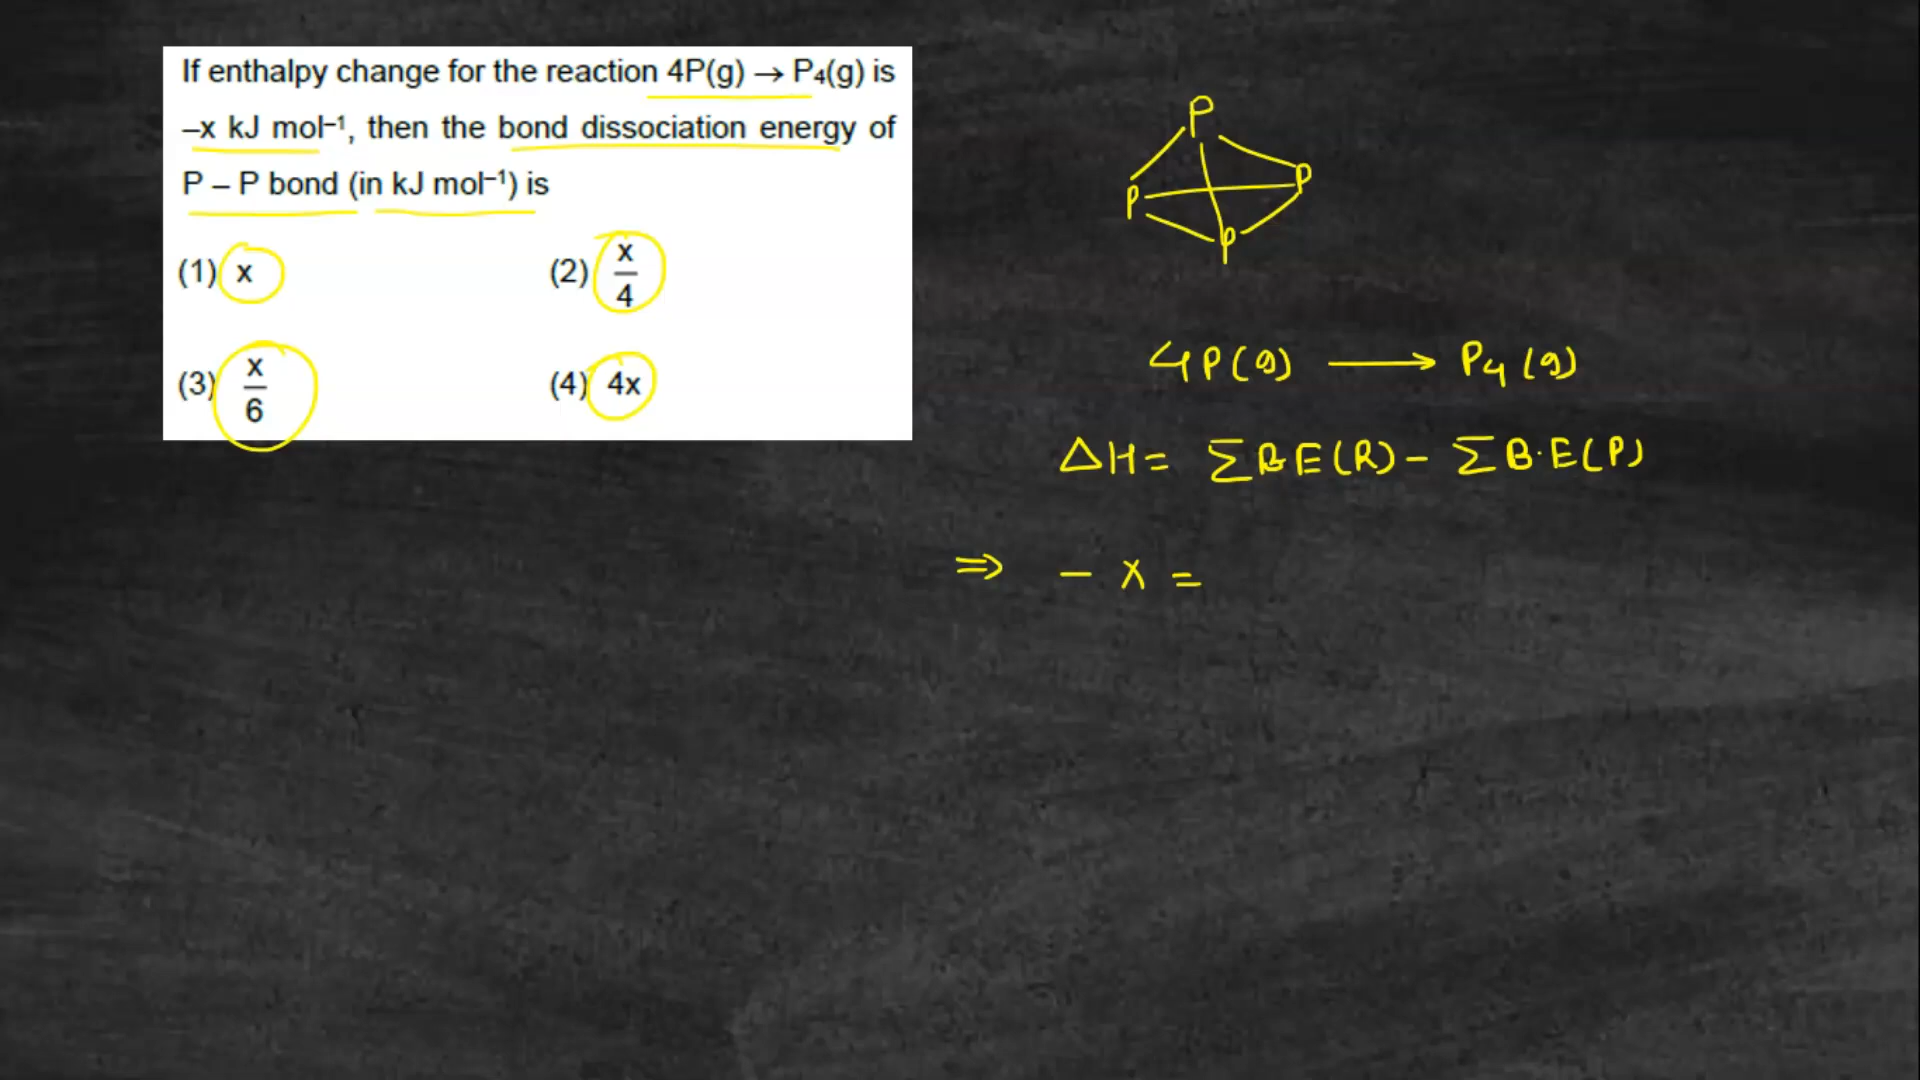 If enthalpy change for the reaction 4P(g) → P₄(g) is
–x kJ mol⁻¹, then the bond dissociation energy of
P – P bond (in kJ mol⁻¹) is
(1) x
(2) x/4
(3) x/6
(4) 4x
P
P P
P
4P(g) → P₄(g)
ΔH = ΣBE(R) - ΣB.E(P)
⇒ - x =